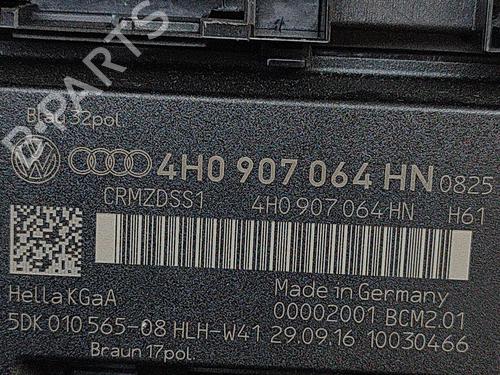 Blau 32pol.
4H0 907 064 HN 0825
CRMZDSS1 4H0 907 064 HN H61
Hella KGaA Made in Germany
00002001 BCM2.01
5DK 010 565-08 HLH-W41 29.09.16 10030466
Braun 17pol.
B-PARTS